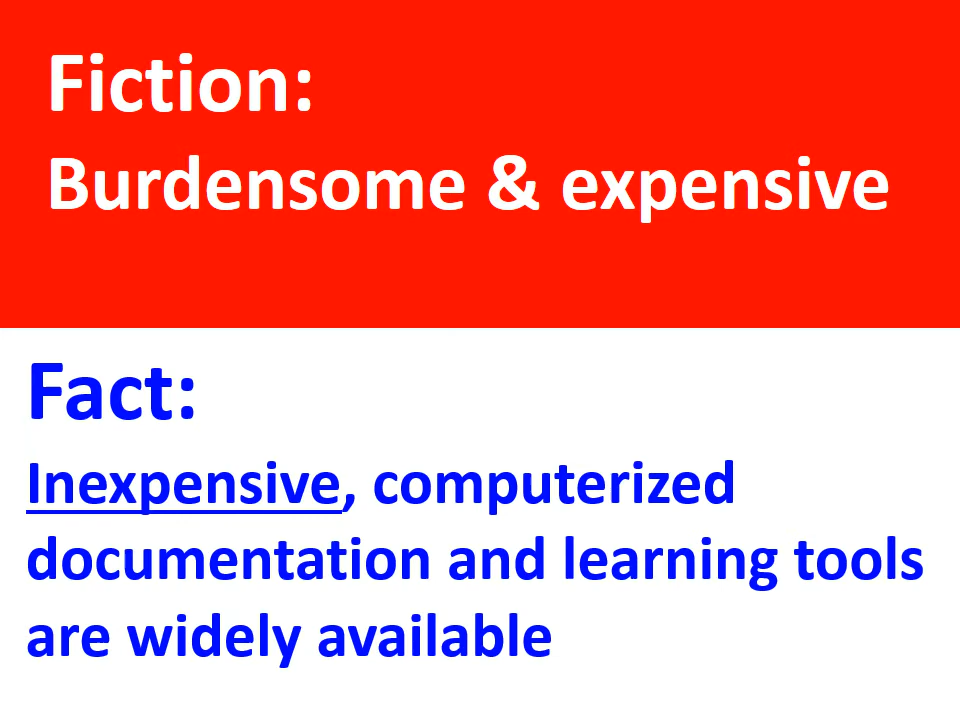 Fiction:
Burdensome & expensive
Fact:
Inexpensive, computerized
documentation and learning tools
are widely available